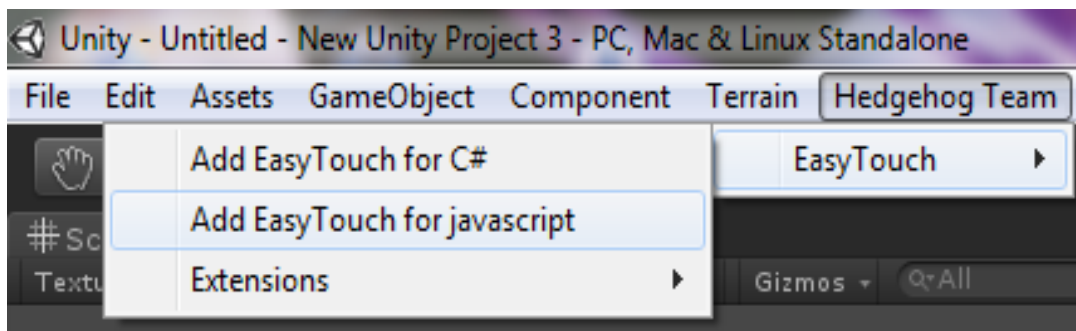 Unity - Untitled - New Unity Project 3 - PC, Mac & Linux Standalone
File Edit Assets GameObject Component Terrain Hedgehog Team
Add EasyTouch for C#
EasyTouch
Add EasyTouch for javascript
Extensions
Gizmos
All